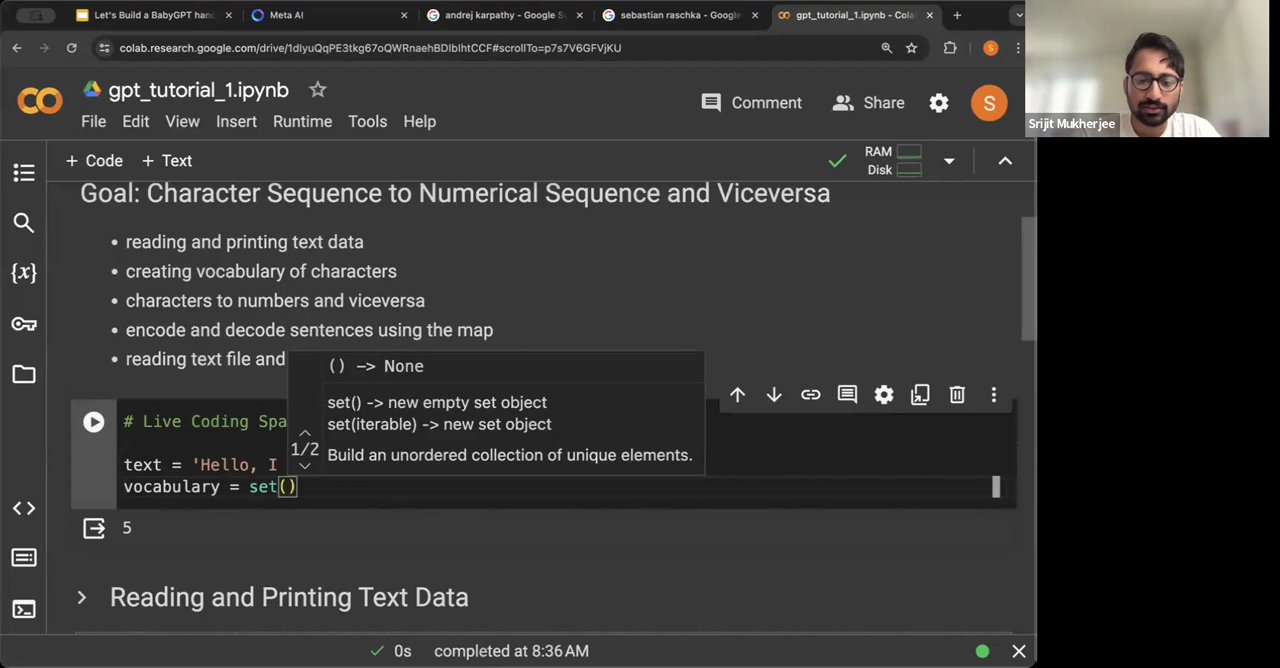 Let's Build a BabyGPT han
Meta AI
andrej karpathy - Google S
sebastian raschka - Google
gpt_tutorial_1.ipynb - Colab
colab.research.google.com/drive/1dlyuQqPE3tkg67oQWRnaehBDIblhtCCF#scrollTo=p7s7V6GFVjKU
S
Srijit Mukherjee
CO
gpt_tutorial_1.ipynb
File Edit View Insert Runtime Tools Help
Comment Share S
+ Code + Text
RAM
Disk
Goal: Character Sequence to Numerical Sequence and Viceversa
• reading and printing text data
• creating vocabulary of characters
• characters to numbers and viceversa
• encode and decode sentences using the map
• reading text file and
() -> None
set() -> new empty set object
set(iterable) -> new set object
1/2
Build an unordered collection of unique elements.
# Live Coding Spa
text = 'Hello, I
vocabulary = set()
5
Reading and Printing Text Data
0s completed at 8:36 AM